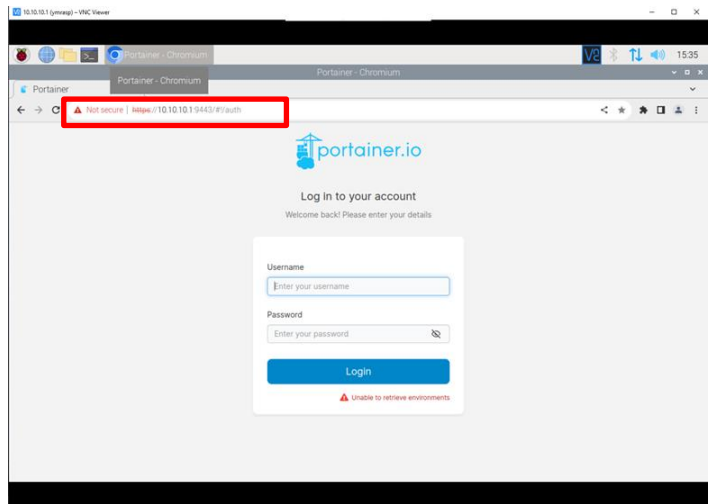 10.10.10.1 (ymrasp) – VNC Viewer
Portainer - Chromium
15:35
Portainer - Chromium
Portainer - Chromium
Portainer
Not secure | https://10.10.10.1:9443/#!/auth
portainer.io
Log in to your account
Welcome back! Please enter your details
Username
Enter your username
Password
Enter your password
Login
Unable to retrieve environments